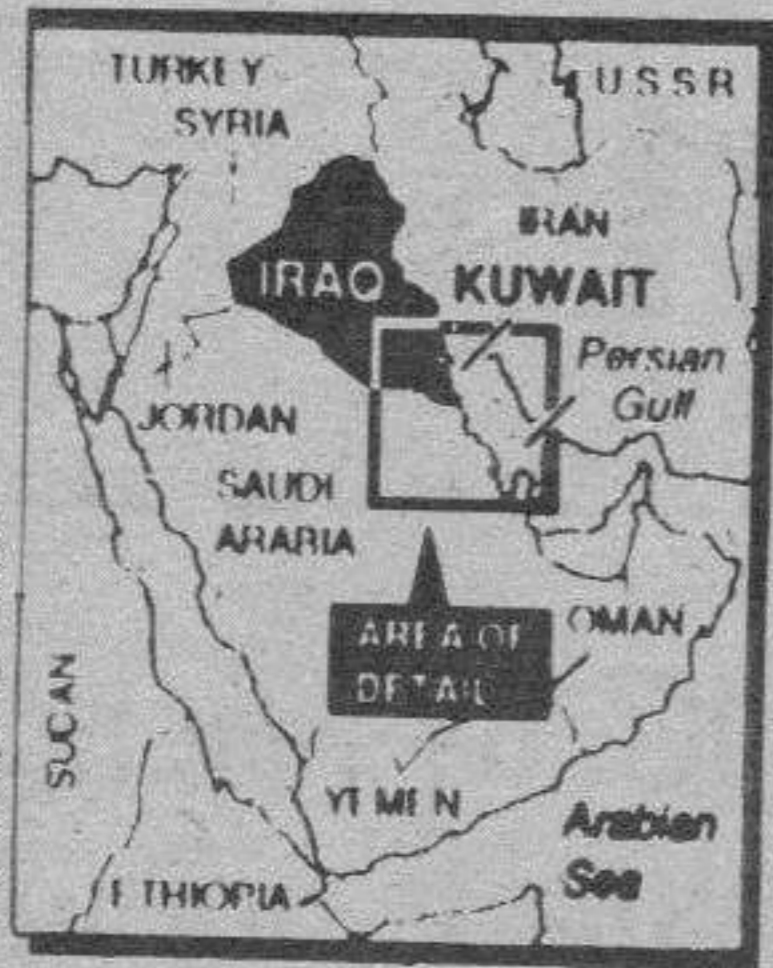 TURKEY
USSR
SYRIA
IRAN
IRAQ
KUWAIT
Persian
Gulf
JORDAN
SAUDI
ARABIA
AREA OF
DETAIL
OMAN
SUDAN
YEMEN
Arabian
Sea
ETHIOPIA